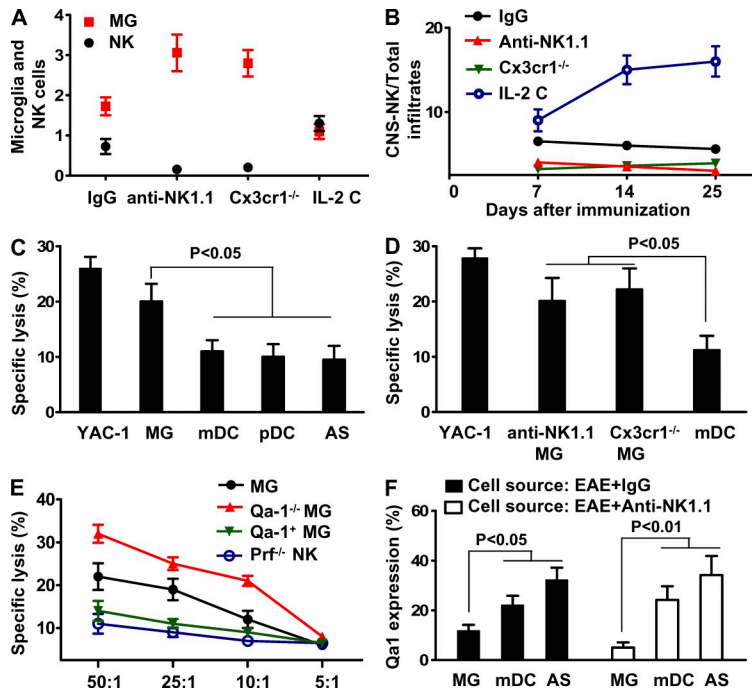 A
MG
NK
Microglia and
NK cells
4
3
2
1
0
IgG anti-NK1.1 Cx3cr1-/- IL-2 C
B
IgG
Anti-NK1.1
Cx3cr1-/-
IL-2 C
CNS-NK/Total
infiltrates
20
10
0 7 14 25
Days after immunization
C
P<0.05
Specific lysis (%)
30
20
10
0
YAC-1 MG mDC pDC AS
D
P<0.05
Specific lysis (%)
30
20
10
0
YAC-1 anti-NK1.1 Cx3cr1-/- mDC
MG MG
E
MG
Qa-1-/- MG
Qa-1+ MG
Prf-/- NK
Specific lysis (%)
40
30
20
10
50:1 25:1 10:1 5:1
F
Cell source: EAE+IgG
Cell source: EAE+Anti-NK1.1
P<0.05
P<0.01
Qa1 expression (%)
60
40
20
0
MG mDC AS MG mDC AS